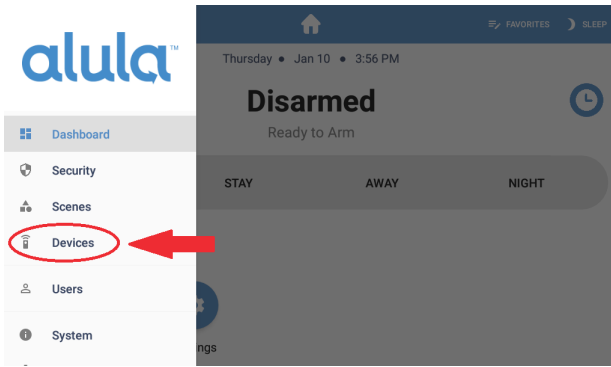 alula™
FAVORITES
SLEEP
Thursday ● Jan 10 ● 3:56 PM
Disarmed
Ready to Arm
STAY
AWAY
NIGHT
Dashboard
Security
Scenes
Devices
Users
System
ngs